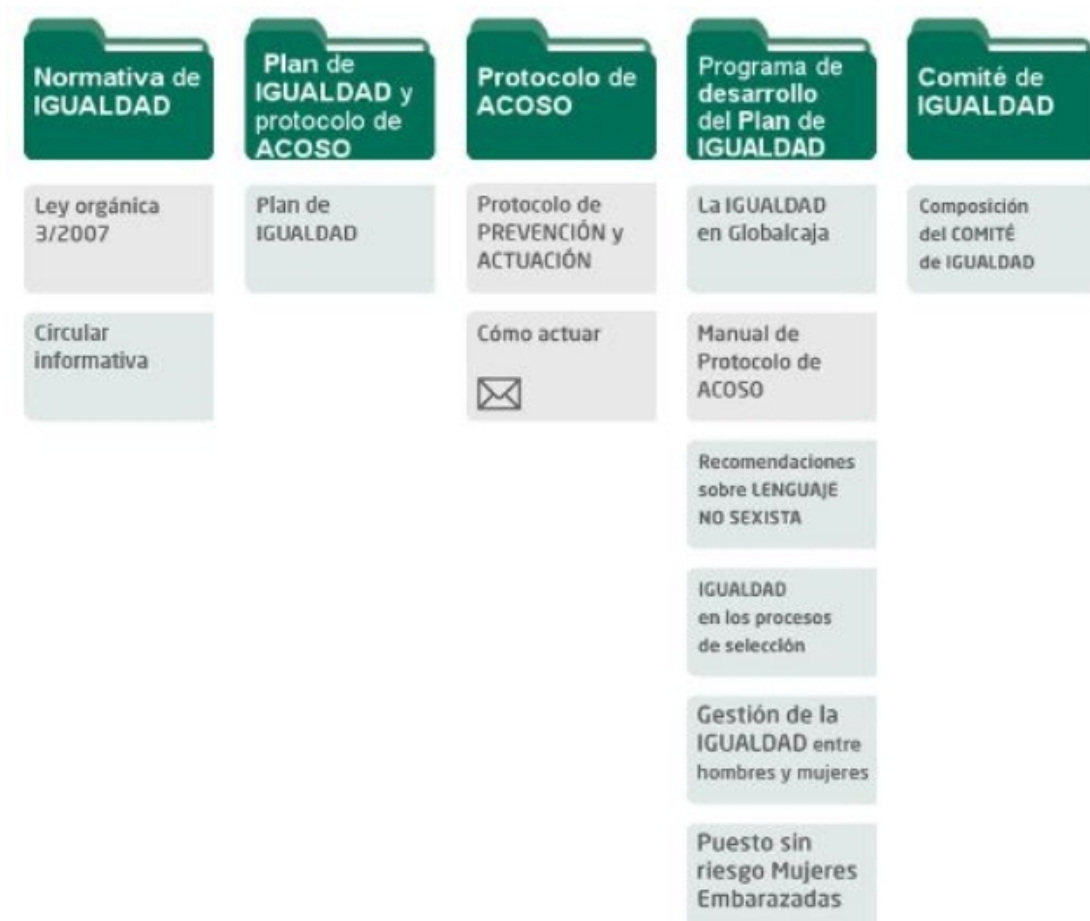 Normativa de
IGUALDAD
Ley orgánica
3/2007
Circular
informativa
Plan de
IGUALDAD y
protocolo de
ACOSO
Plan de
IGUALDAD
Protocolo de
ACOSO
Protocolo de
PREVENCIÓN y
ACTUACIÓN
Cómo actuar
Programa de
desarrollo
del Plan de
IGUALDAD
La IGUALDAD
en Globalcaja
Manual de
Protocolo de
ACOSO
Recomendaciones
sobre LENGUAJE
NO SEXISTA
IGUALDAD
en los procesos
de selección
Gestión de la
IGUALDAD entre
hombres y mujeres
Puesto sin
riesgo Mujeres
Embarazadas
Comité de
IGUALDAD
Composición
del COMITÉ
de IGUALDAD